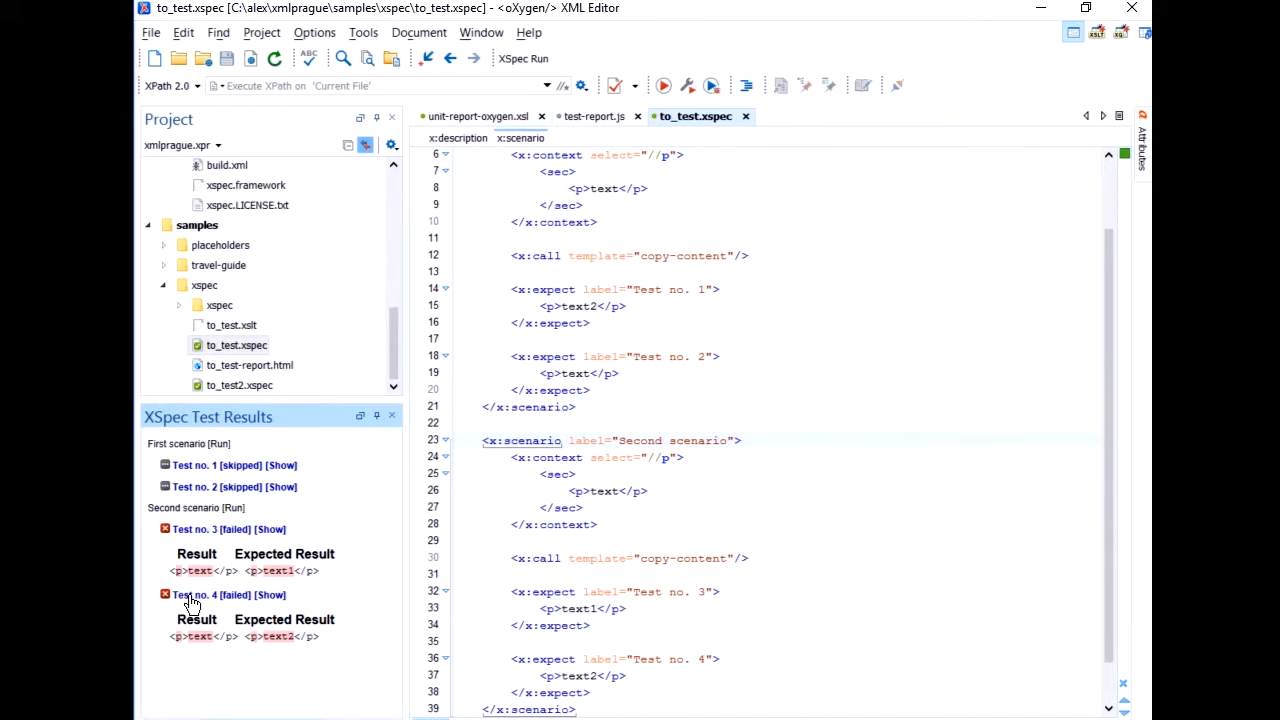 to_test.xspec [C:\alex\xmlprague\samples\xspec\to_test.xspec] - <oXygen/> XML Editor
File Edit Find Project Options Tools Document Window Help
ABC XSpec Run XSLT XQ
XPath 2.0 Execute XPath on 'Current File'
Project
xmlprague.xpr
build.xml
xspec.framework
xspec.LICENSE.txt
samples
placeholders
travel-guide
xspec
xspec
to_test.xslt
to_test.xspec
to_test-report.html
to_test2.xspec
XSpec Test Results
First scenario [Run]
Test no. 1 [skipped] [Show]
Test no. 2 [skipped] [Show]
Second scenario [Run]
Test no. 3 [failed] [Show]
Result Expected Result
<p>text</p> <p>text1</p>
Test no. 4 [failed] [Show]
Result Expected Result
<p>text</p> <p>text2</p>
unit-report-oxygen.xsl test-report.js to_test.xspec
x:description x:scenario
6 <x:context select="//p">
7 <sec>
8 <p>text</p>
9 </sec>
10 </x:context>
11
12 <x:call template="copy-content"/>
13
14 <x:expect label="Test no. 1">
15 <p>text2</p>
16 </x:expect>
17
18 <x:expect label="Test no. 2">
19 <p>text</p>
20 </x:expect>
21 </x:scenario>
22
23 <x:scenario label="Second scenario">
24 <x:context select="//p">
25 <sec>
26 <p>text</p>
27 </sec>
28 </x:context>
29
30 <x:call template="copy-content"/>
31
32 <x:expect label="Test no. 3">
33 <p>text1</p>
34 </x:expect>
35
36 <x:expect label="Test no. 4">
37 <p>text2</p>
38 </x:expect>
39 </x:scenario>
Attributes